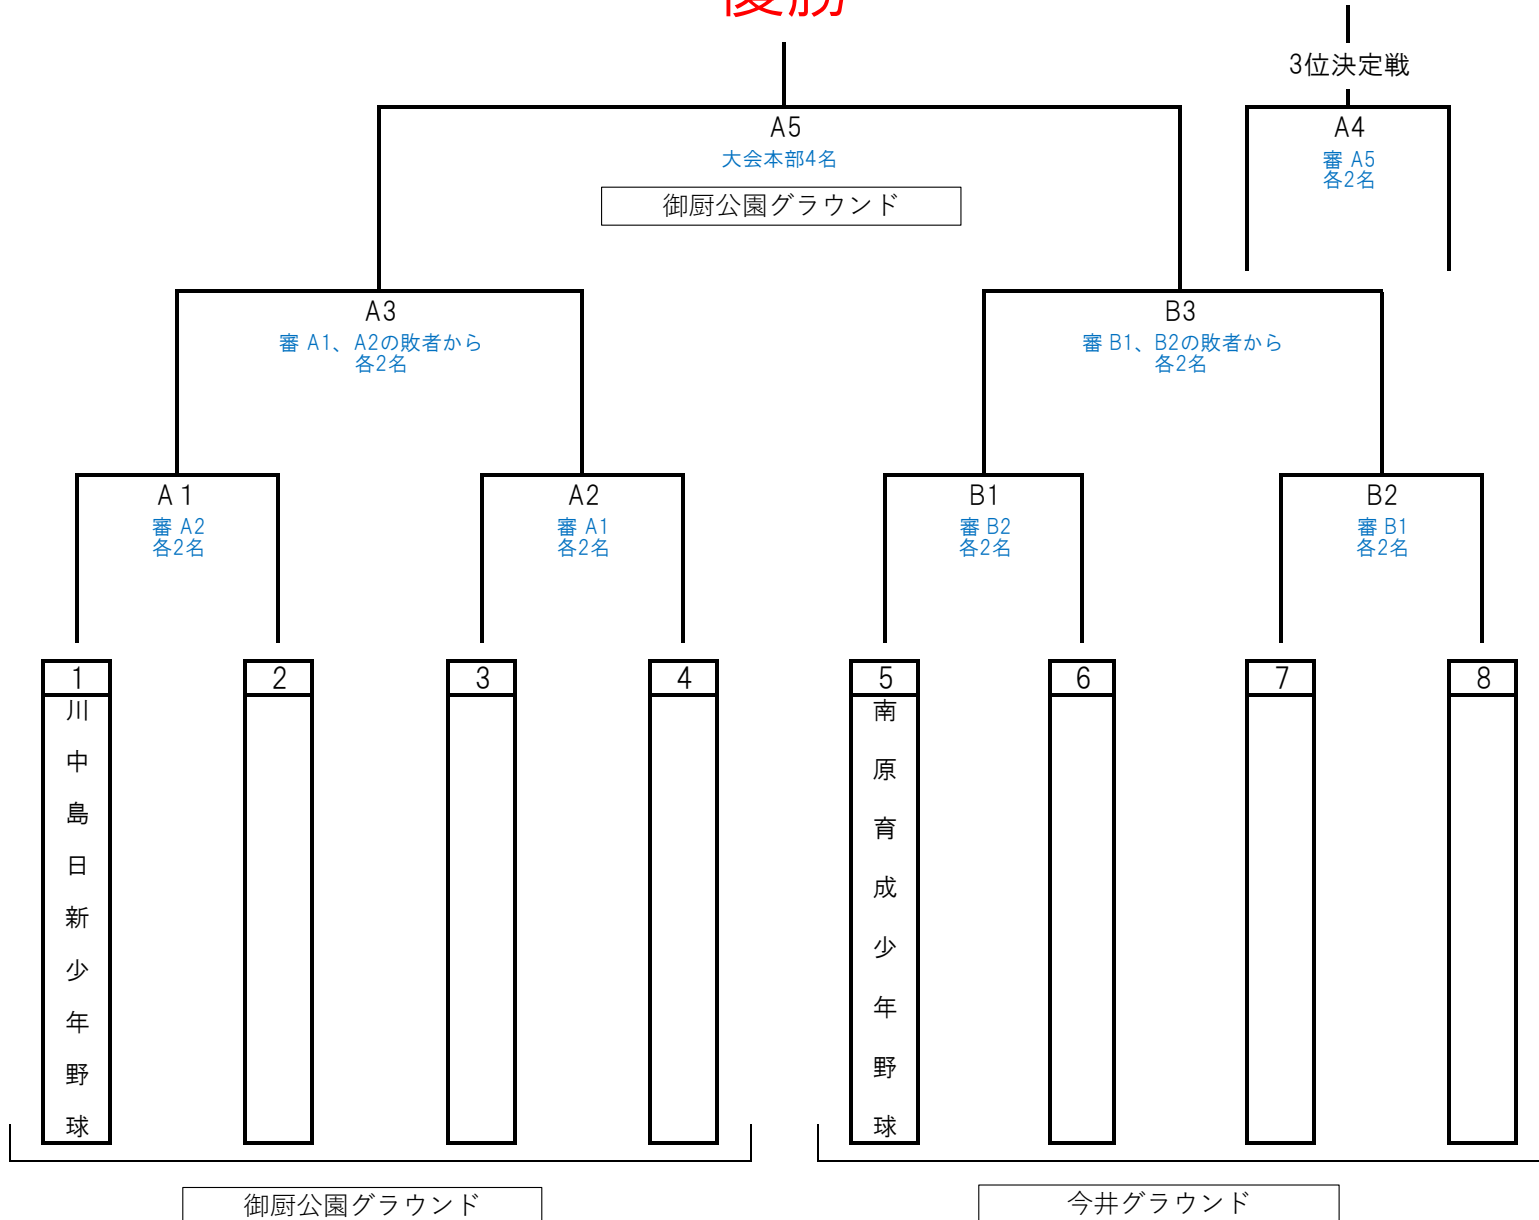 優勝
3位決定戦
A5
大会本部4名
御厨公園グラウンド
A4
審 A5
各2名
A3
審 A1、A2の敗者から
各2名
B3
審 B1、B2の敗者から
各2名
A1
審 A2
各2名
A2
審 A1
各2名
B1
審 B2
各2名
B2
審 B1
各2名
1
2
3
4
5
6
7
8
川中島日新少年野球
南原育成少年野球
御厨公園グラウンド
今井グラウンド